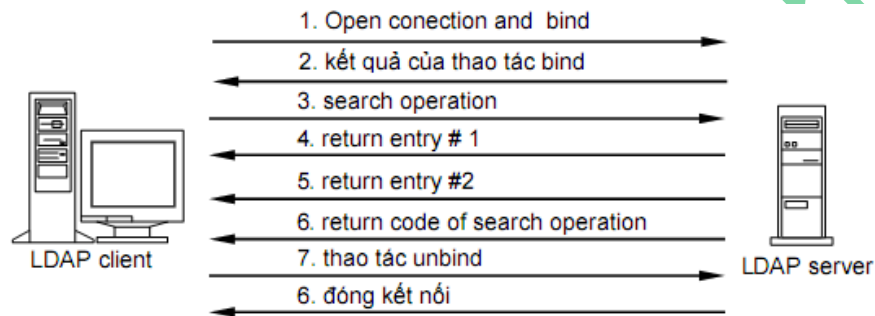 1. Open conection and bind
2. kết quả của thao tác bind
3. search operation
4. return entry # 1
5. return entry #2
6. return code of search operation
7. thao tác unbind
6. đóng kết nối
LDAP client
LDAP server